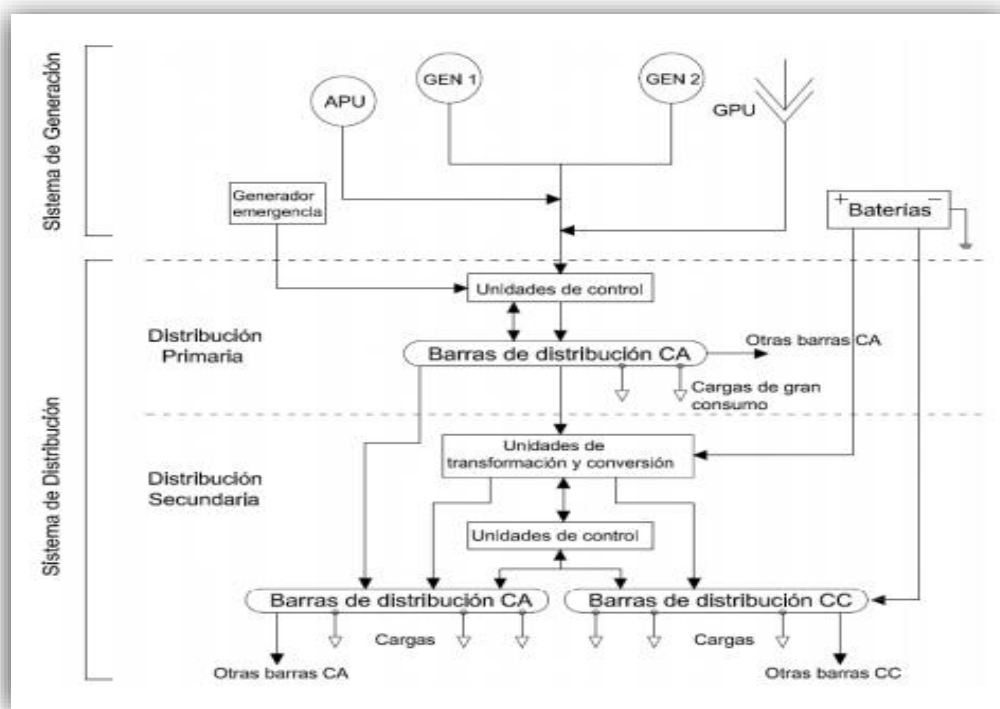 Sistema de Generación
APU
GEN 1
GEN 2
GPU
Generador
emergencia
+ Baterías -
Sistema de Distribución
Distribución
Primaria
Unidades de control
Barras de distribución CA
Otras barras CA
Cargas de gran
consumo
Distribución
Secundaria
Unidades de
transformación y conversión
Unidades de control
Barras de distribución CA
Barras de distribución CC
Cargas
Cargas
Otras barras CA
Otras barras CC